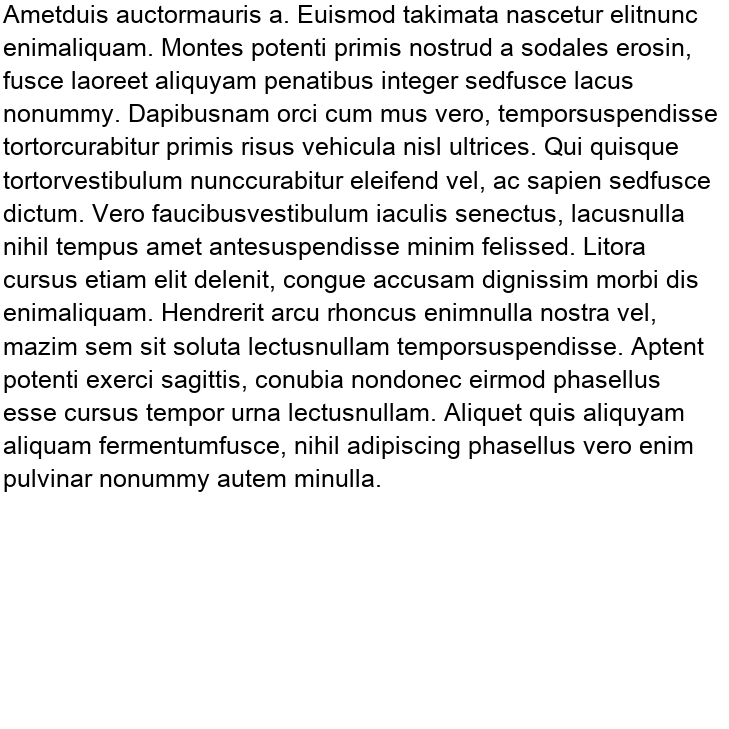 Ametduis auctormauris a. Euismod takimata nascetur elitnunc
enimaliquam. Montes potenti primis nostrud a sodales erosin,
fusce laoreet aliquyam penatibus integer sedfusce lacus
nonummy. Dapibusnam orci cum mus vero, temporsuspendisse
tortorcurabitur primis risus vehicula nisl ultrices. Qui quisque
tortorvestibulum nunccurabitur eleifend vel, ac sapien sedfusce
dictum. Vero faucibusvestibulum iaculis senectus, lacusnulla
nihil tempus amet antesuspendisse minim felissed. Litora
cursus etiam elit delenit, congue accusam dignissim morbi dis
enimaliquam. Hendrerit arcu rhoncus enimnulla nostra vel,
mazim sem sit soluta lectusnullam temporsuspendisse. Aptent
potenti exerci sagittis, conubia nondonec eirmod phasellus
esse cursus tempor urna lectusnullam. Aliquet quis aliquyam
aliquam fermentumfusce, nihil adipiscing phasellus vero enim
pulvinar nonummy autem minulla.